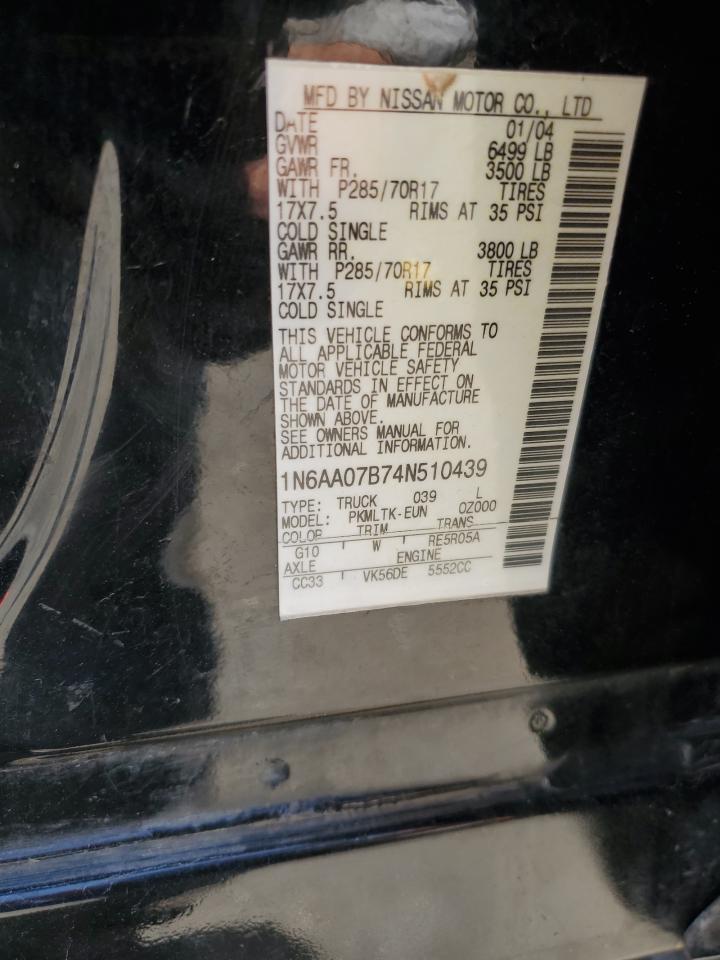 MFD BY NISSAN MOTOR CO., LTD
DATE 01/04
GVWR 6499 LB
GAWR FR. 3500 LB
WITH P285/70R17 TIRES
17X7.5 RIMS AT 35 PSI
COLD SINGLE
GAWR RR. 3800 LB
WITH P285/70R17 TIRES
17X7.5 RIMS AT 35 PSI
COLD SINGLE
THIS VEHICLE CONFORMS TO
ALL APPLICABLE FEDERAL
MOTOR VEHICLE SAFETY
STANDARDS IN EFFECT ON
THE DATE OF MANUFACTURE
SHOWN ABOVE.
SEE OWNERS MANUAL FOR
ADDITIONAL INFORMATION.
1N6AA07B74N510439
TYPE: TRUCK 039 L
MODEL: PKMLTK-EUN 0Z000
COLOR TRIM TRANS
G10 W RE5R05A
AXLE ENGINE
CC33 VK56DE 5552CC